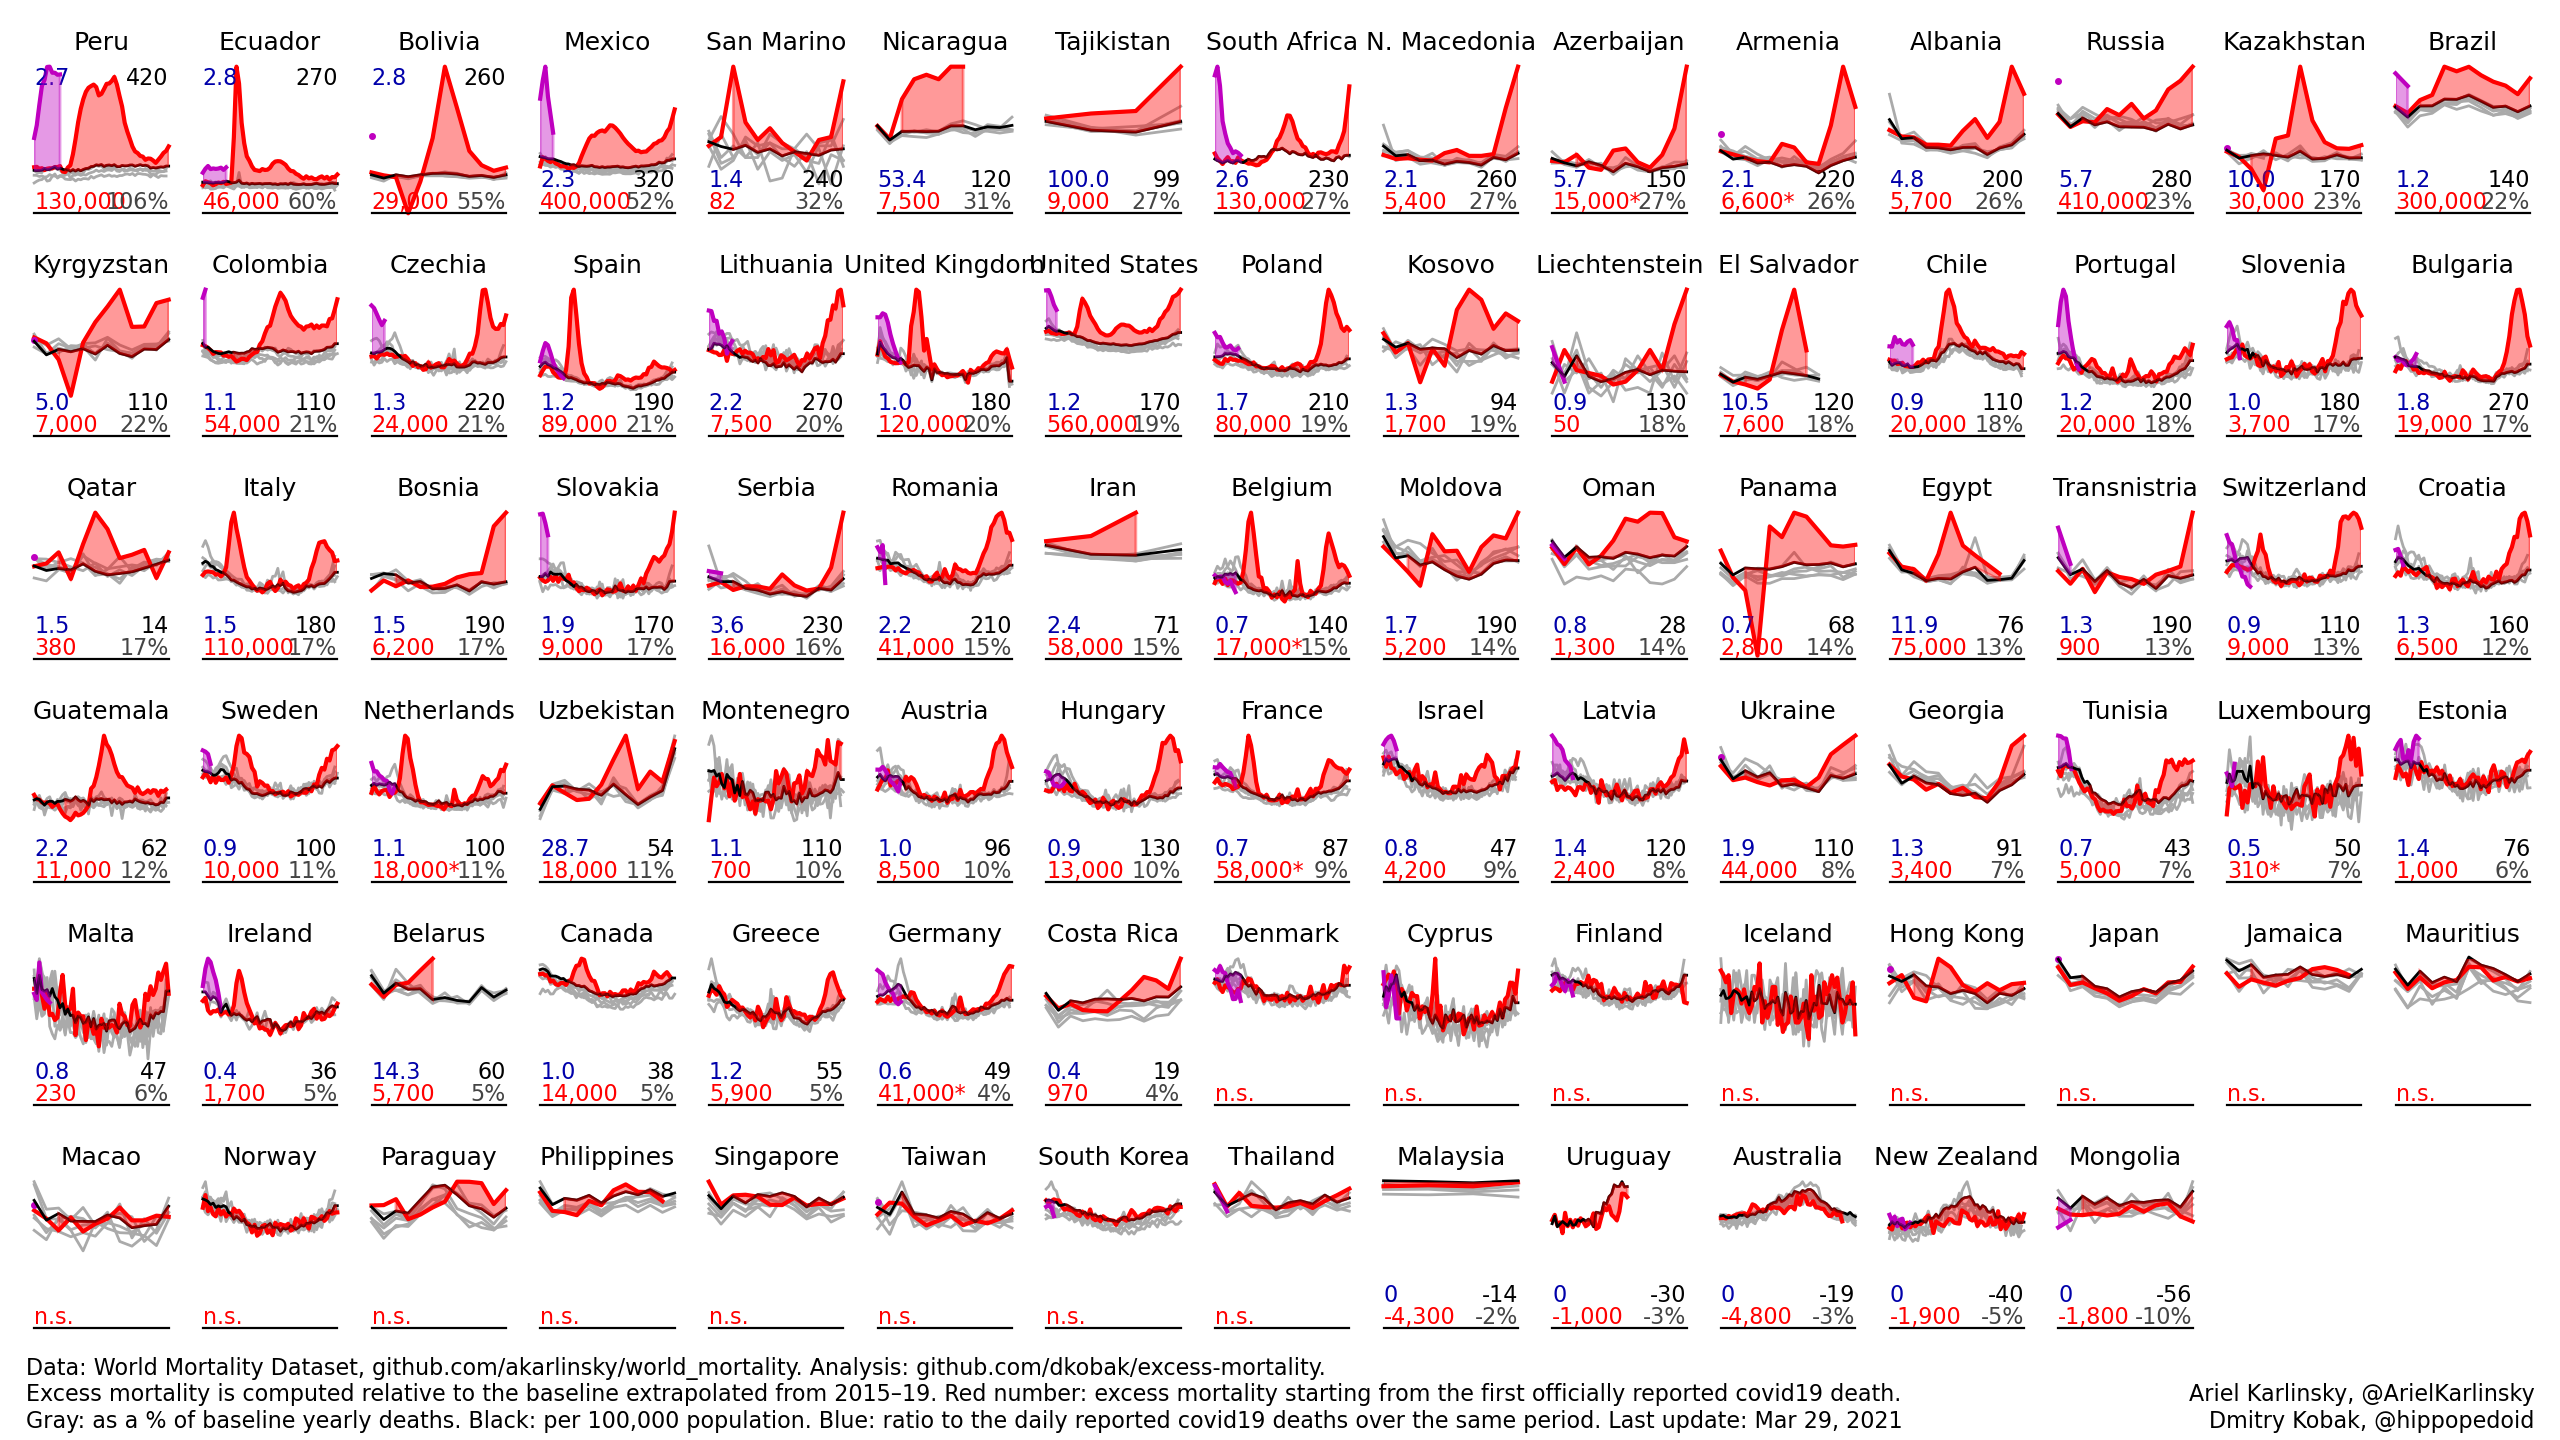 Peru Ecuador Bolivia Mexico San Marino Nicaragua Tajikistan South Africa N. Macedonia Azerbaijan Armenia Albania Russia Kazakhstan Brazil
2.7 420 2.8 270 2.8 260
2.3 320 1.4 240 53.4 120 100.0 99 2.6 230 2.1 260 5.7 150 2.1 220 4.8 200 5.7 280 10.0 170 1.2 140
130,000 106% 46,000 60% 29,000 55% 400,000 52% 82 32% 7,500 31% 9,000 27% 130,000 27% 5,400 27% 15,000* 27% 6,600* 26% 5,700 26% 410,000 23% 30,000 23% 300,000 22%
Kyrgyzstan Colombia Czechia Spain Lithuania United Kingdom United States Poland Kosovo Liechtenstein El Salvador Chile Portugal Slovenia Bulgaria
5.0 110 1.1 110 1.3 220 1.2 190 2.2 270 1.0 180 1.2 170 1.7 210 1.3 94 0.9 130 10.5 120 0.9 110 1.2 200 1.0 180 1.8 270
7,000 22% 54,000 21% 24,000 21% 89,000 21% 7,500 20% 120,000 20% 560,000 19% 80,000 19% 1,700 19% 50 18% 7,600 18% 20,000 18% 20,000 18% 3,700 17% 19,000 17%
Qatar Italy Bosnia Slovakia Serbia Romania Iran Belgium Moldova Oman Panama Egypt Transnistria Switzerland Croatia
1.5 14 1.5 180 1.5 190 1.9 170 3.6 230 2.2 210 2.4 71 0.7 140 1.7 190 0.8 28 0.7 68 11.9 76 1.3 190 0.9 110 1.3 160
380 17% 110,000 17% 6,200 17% 9,000 17% 16,000 16% 41,000 15% 58,000 15% 17,000* 15% 5,200 14% 1,300 14% 2,800 14% 75,000 13% 900 13% 9,000 13% 6,500 12%
Guatemala Sweden Netherlands Uzbekistan Montenegro Austria Hungary France Israel Latvia Ukraine Georgia Tunisia Luxembourg Estonia
2.2 62 0.9 100 1.1 100 28.7 54 1.1 110 1.0 96 0.9 130 0.7 87 0.8 47 1.4 120 1.9 110 1.3 91 0.7 43 0.5 50 1.4 76
11,000 12% 10,000 11% 18,000* 11% 18,000 11% 700 10% 8,500 10% 13,000 10% 58,000* 9% 4,200 9% 2,400 8% 44,000 8% 3,400 7% 5,000 7% 310* 7% 1,000 6%
Malta Ireland Belarus Canada Greece Germany Costa Rica Denmark Cyprus Finland Iceland Hong Kong Japan Jamaica Mauritius
0.8 47 0.4 36 14.3 60 1.0 38 1.2 55 0.6 49 0.4 19
230 6% 1,700 5% 5,700 5% 14,000 5% 5,900 5% 41,000* 4% 970 4% n.s. n.s. n.s. n.s. n.s. n.s. n.s. n.s.
Macao Norway Paraguay Philippines Singapore Taiwan South Korea Thailand Malaysia Uruguay Australia New Zealand Mongolia
0 -14 0 -30 0 -19 0 -40 0 -56
n.s. n.s. n.s. n.s. n.s. n.s. n.s. n.s. -4,300 -2% -1,000 -3% -4,800 -3% -1,900 -5% -1,800 -10%
Data: World Mortality Dataset, github.com/akarlinsky/world_mortality. Analysis: github.com/dkobak/excess-mortality.
Excess mortality is computed relative to the baseline extrapolated from 2015–19. Red number: excess mortality starting from the first officially reported covid19 death.
Gray: as a % of baseline yearly deaths. Black: per 100,000 population. Blue: ratio to the daily reported covid19 deaths over the same period. Last update: Mar 29, 2021
Ariel Karlinsky, @ArielKarlinsky
Dmitry Kobak, @hippopedoid